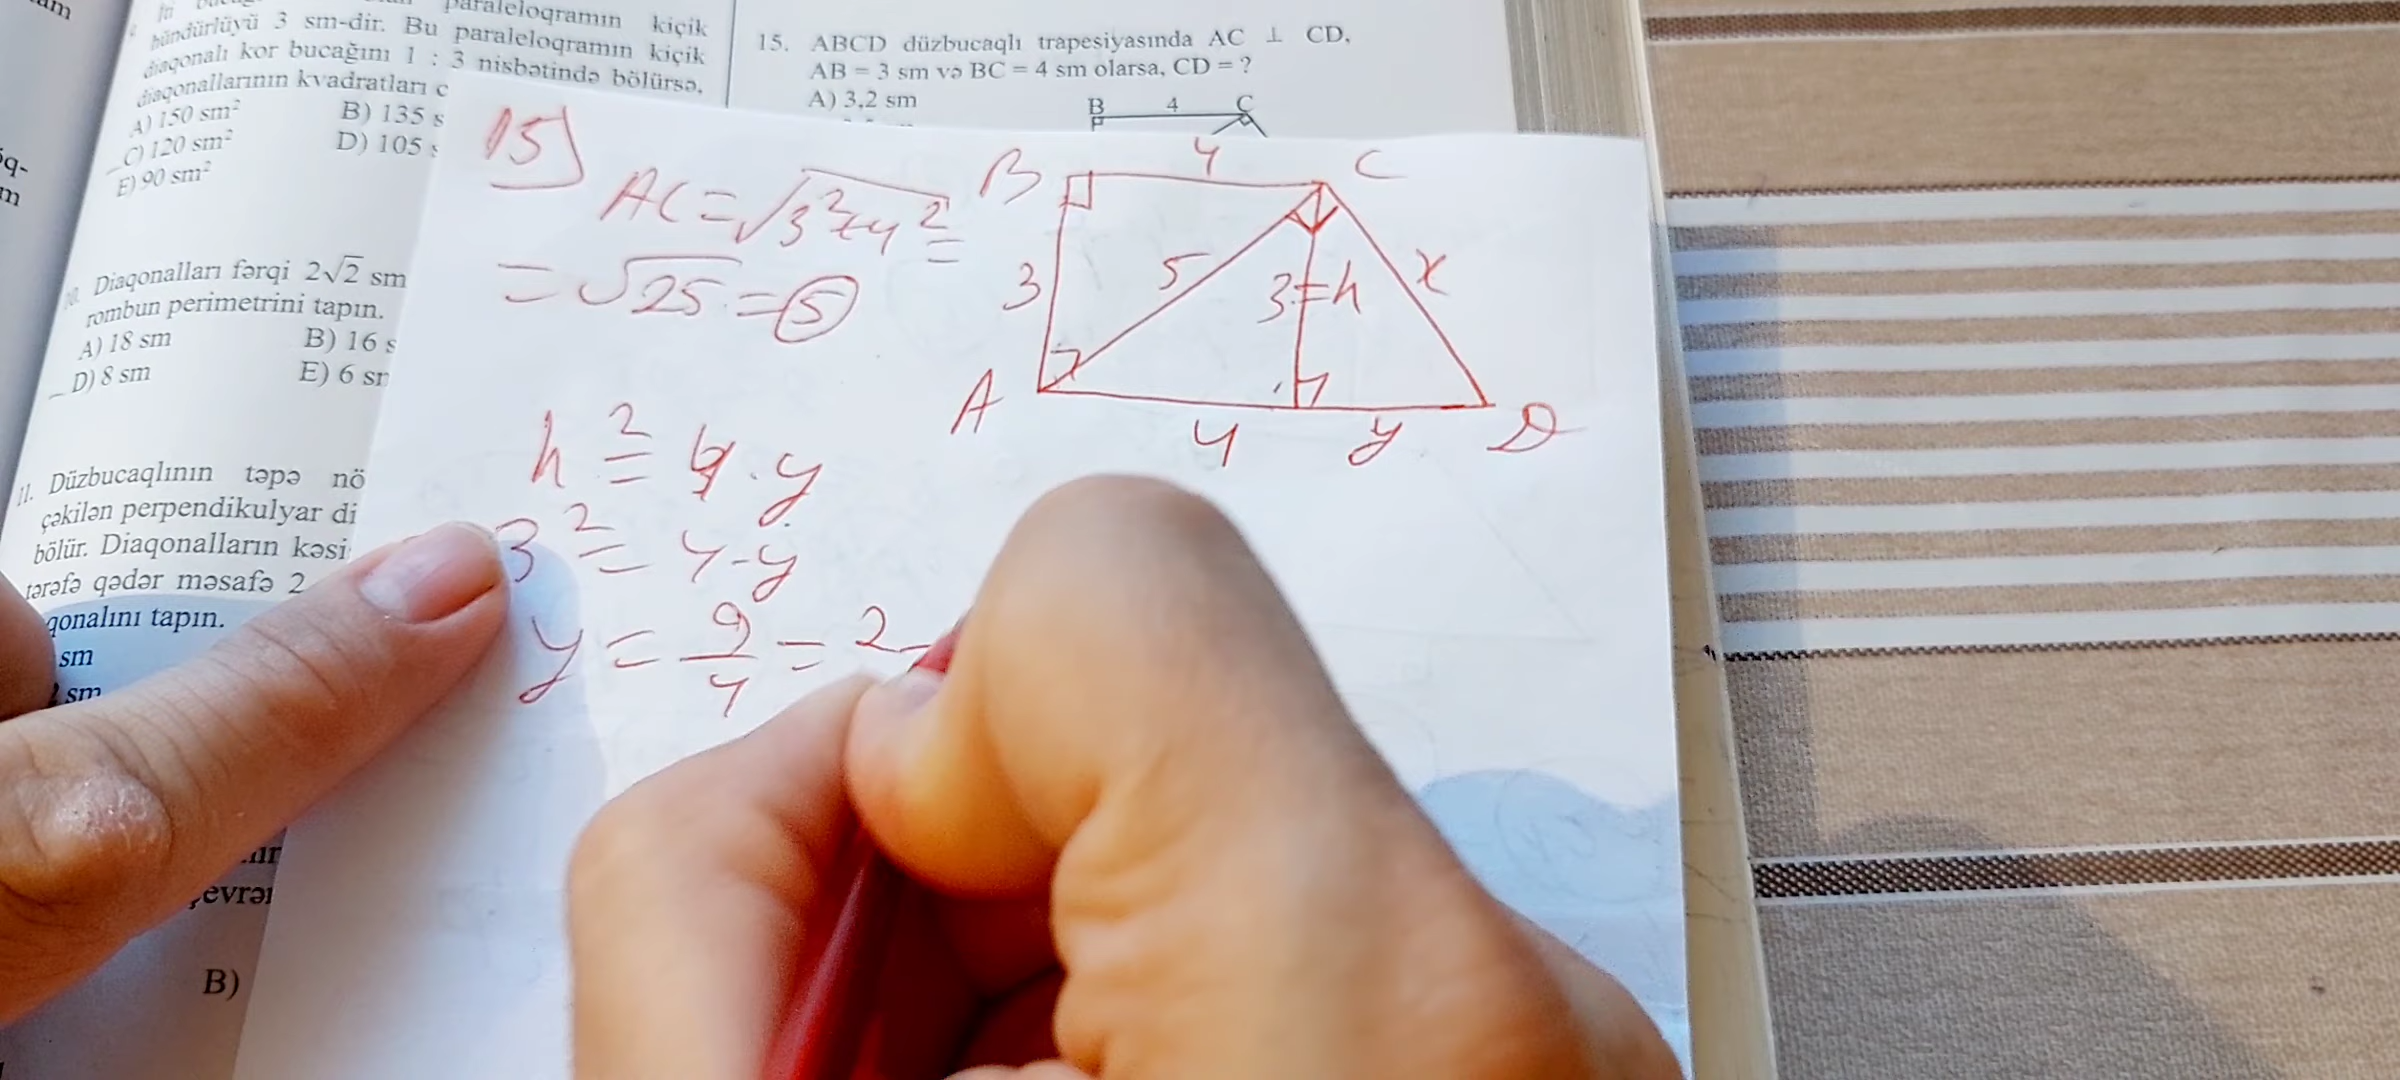 paraleloqramın kiçik
hündürlüyü 3 sm-dir. Bu paraleloqramın kiçik
diaqonalı kor bucağını 1 : 3 nisbətində bölürsə,
diaqonallarının kvadratları c
A) 150 sm²
B) 135 s
C) 120 sm²
D) 105 s
E) 90 sm²
10. Diaqonalları fərqi 2√2 sm
rombun perimetrini tapın.
A) 18 sm
B) 16 s
D) 8 sm
E) 6 sm
11. Düzbucaqlının təpə nö
çəkilən perpendikulyar di
bölür. Diaqonalların kəsi
tərəfə qədər məsafə 2
qonalını tapın.
sm
sm
evrə
B)
15. ABCD düzbucaqlı trapesiyasında AC ⊥ CD,
AB = 3 sm və BC = 4 sm olarsa, CD = ?
A) 3,2 sm
B 4 C
15)
AC = √3²+4² =
= √25 = 5
B 4 C
3 5 3=h x
A 4 y D
h² = 4 · y
3² = 4 · y
y = 9/4 = 2